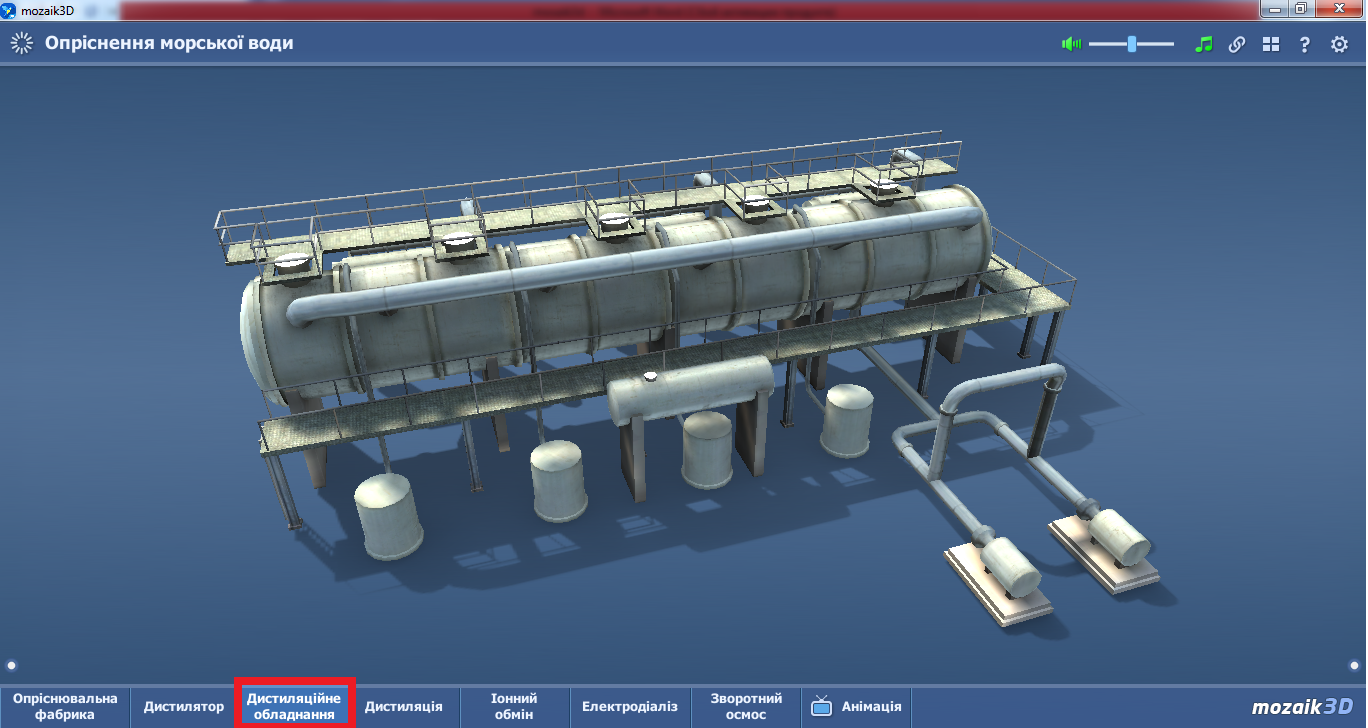 mozaik3D
Опріснення морської води
?
Опріснювальна
фабрика
Дистилятор
Дистиляційне
обладнання
Дистиляція
Іонний
обмін
Електродіаліз
Зворотний
осмос
Анімація
mozaik3D